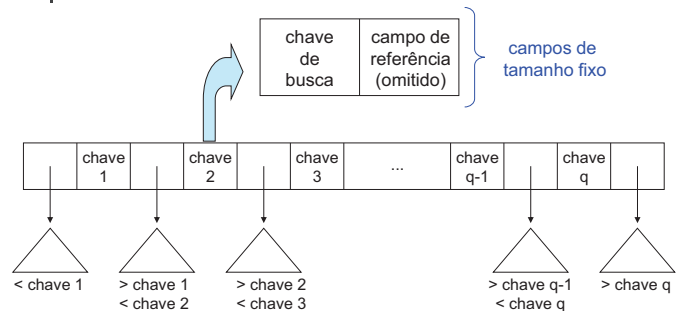 chave
de
busca
campo de
referência
(omitido)
campos de
tamanho fixo
chave
1
chave
2
chave
3
...
chave
q-1
chave
q
< chave 1
> chave 1
< chave 2
> chave 2
< chave 3
> chave q-1
< chave q
> chave q